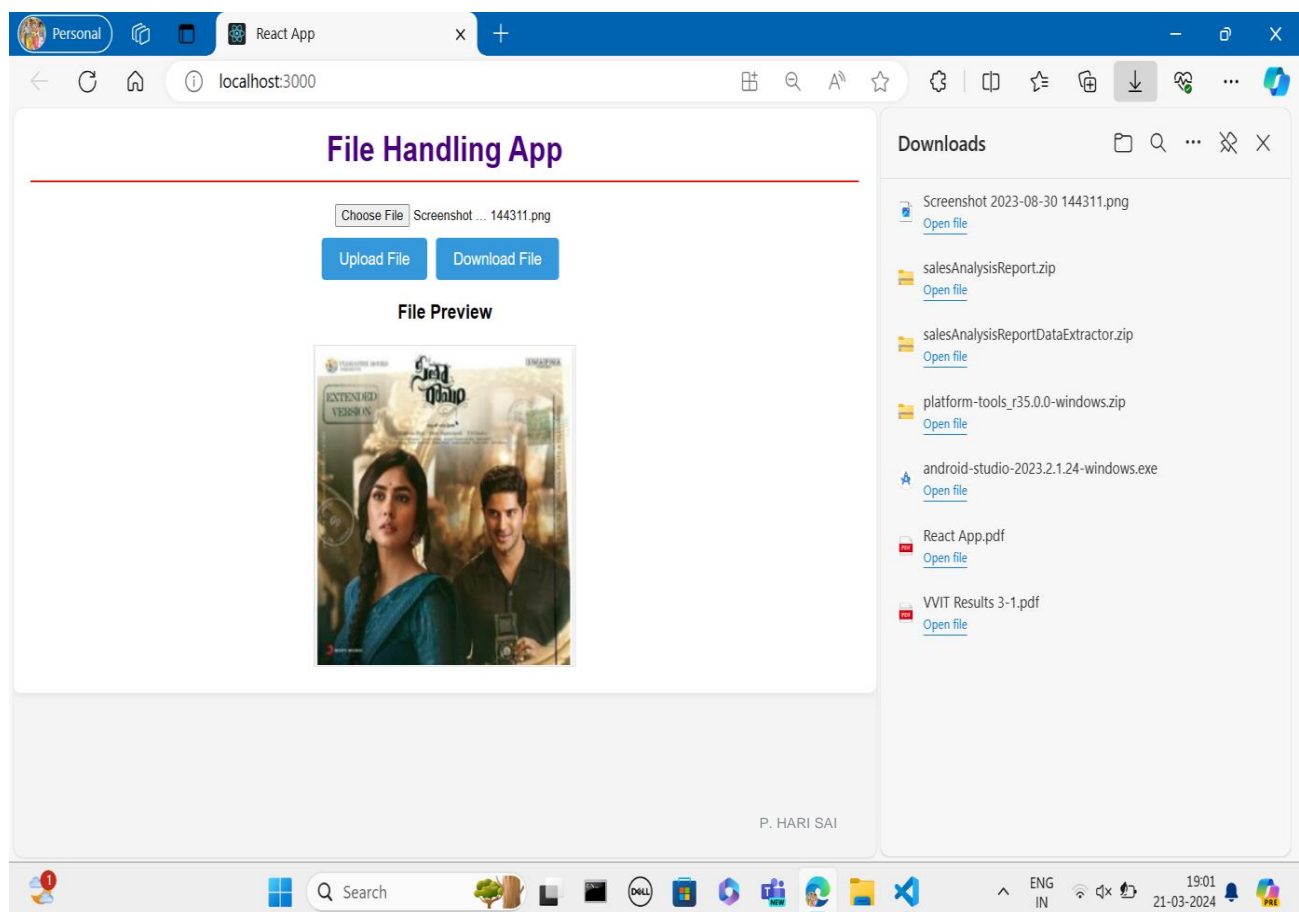 Personal
React App
localhost:3000
File Handling App
Choose File Screenshot ... 144311.png
Upload File Download File
File Preview
EXTENDED
VERSION
Downloads
Screenshot 2023-08-30 144311.png
Open file
salesAnalysisReport.zip
Open file
salesAnalysisReportDataExtractor.zip
Open file
platform-tools_r35.0.0-windows.zip
Open file
android-studio-2023.2.1.24-windows.exe
Open file
React App.pdf
Open file
VVIT Results 3-1.pdf
Open file
P. HARI SAI
1
Search
DELL
NEW
ENG
IN
19:01
21-03-2024
PRE